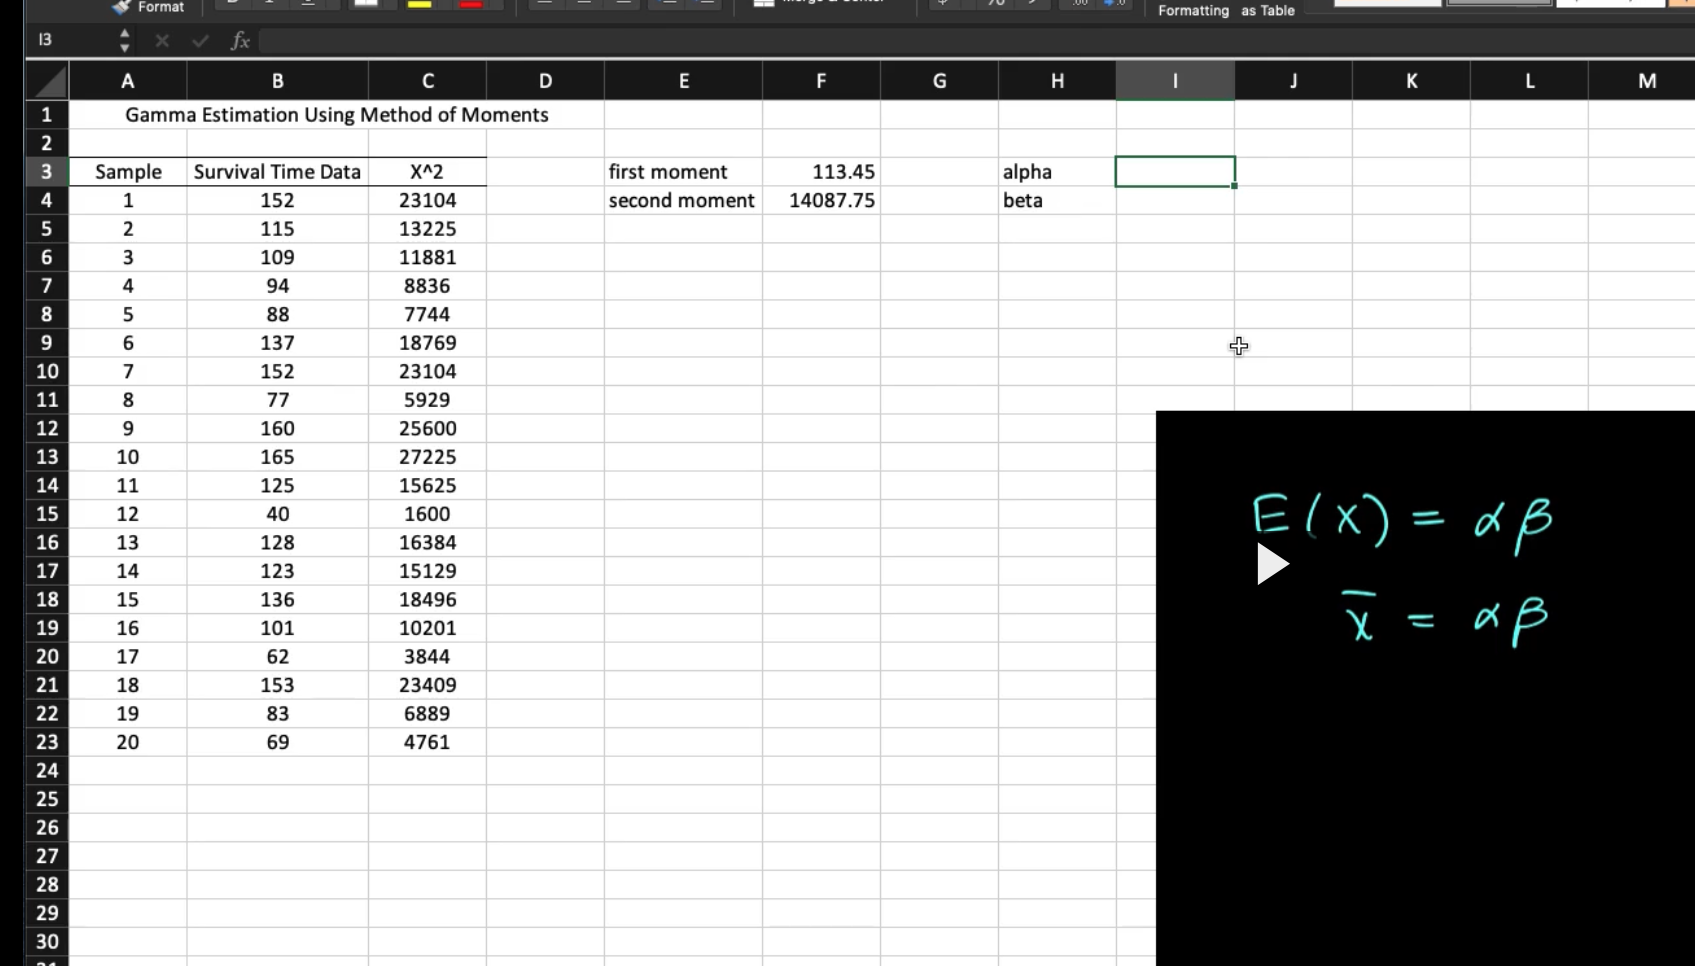 Format
Formatting as Table
I3 fx
A B C D E F G H I J K L M
1 Gamma Estimation Using Method of Moments
2
3 Sample Survival Time Data X^2 first moment 113.45 alpha
4 1 152 23104 second moment 14087.75 beta
5 2 115 13225
6 3 109 11881
7 4 94 8836
8 5 88 7744
9 6 137 18769
10 7 152 23104
11 8 77 5929
12 9 160 25600
13 10 165 27225
14 11 125 15625
15 12 40 1600
16 13 128 16384
17 14 123 15129
18 15 136 18496
19 16 101 10201
20 17 62 3844
21 18 153 23409
22 19 83 6889
23 20 69 4761
24
25
26
27
28
29
30
E(x) = αβ
x̅ = αβ